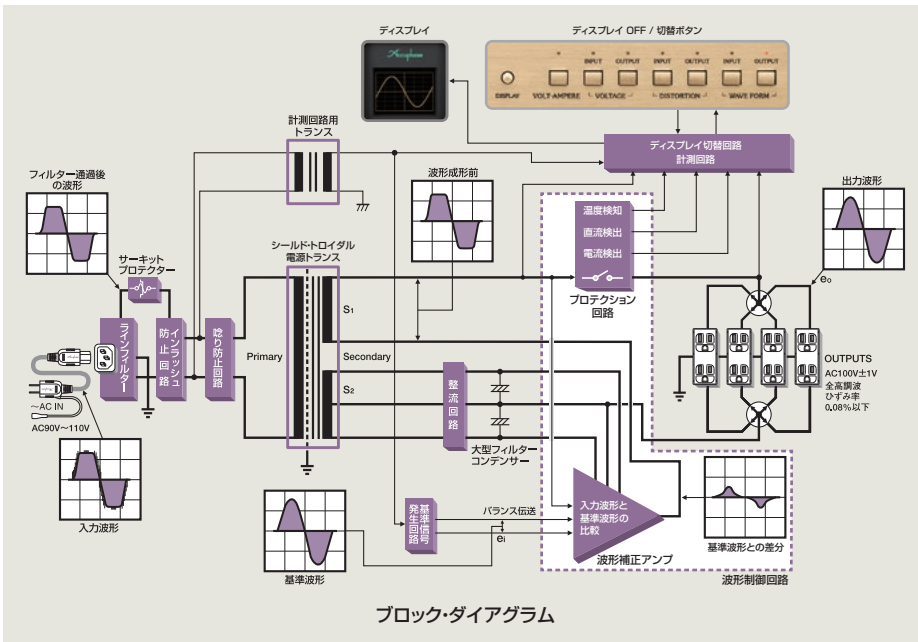 ディスプレイ
ディスプレイ OFF / 切替ボタン
Accuphase
INPUT
OUTPUT
INPUT
OUTPUT
INPUT
OUTPUT
DISPLAY
VOLT-AMPERE
VOLTAGE
DISTORTION
WAVE FORM
計測回路用
トランス
ディスプレイ切替回路
計測回路
フィルター通過後
の波形
波形成形前
出力波形
温度検知
直流検出
電流検出
プロテクション
回路
サーキット
プロテクター
シールド・トロイダル
電源トランス
eo
S1
Primary
Secondary
S2
ラインフィルター
インラッシュ
防止回路
唸り防止回路
整流回路
大型フィルター
コンデンサー
OUTPUTS
AC100V±1V
全高調波
ひずみ率
0.08%以下
～AC IN
AC90V～110V
入力波形
基準波形
基準信号
発生回路
バランス伝送
ei
入力波形と
基準波形の
比較
波形補正アンプ
基準波形との差分
波形制御回路
ブロック・ダイアグラム